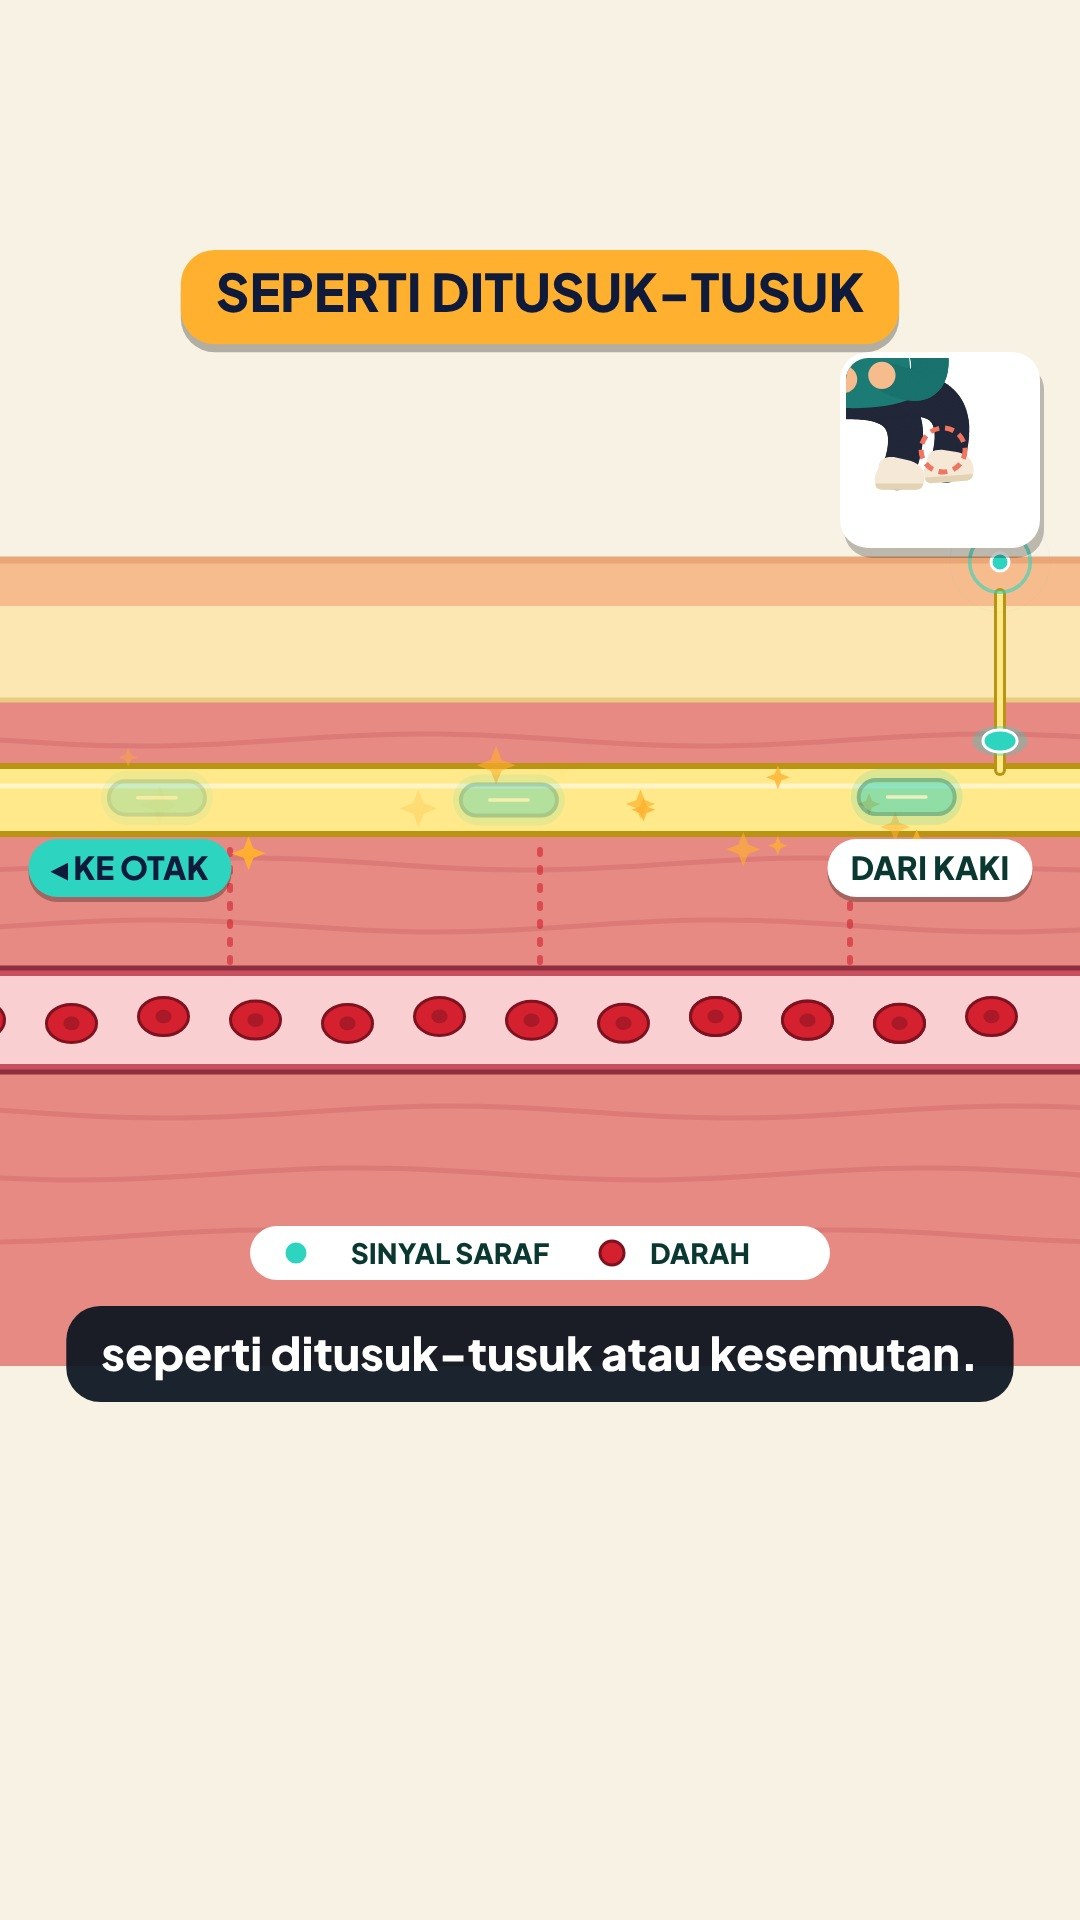 SEPERTI DITUSUK-TUSUK
◂ KE OTAK
DARI KAKI
SINYAL SARAF
DARAH
seperti ditusuk-tusuk atau kesemutan.